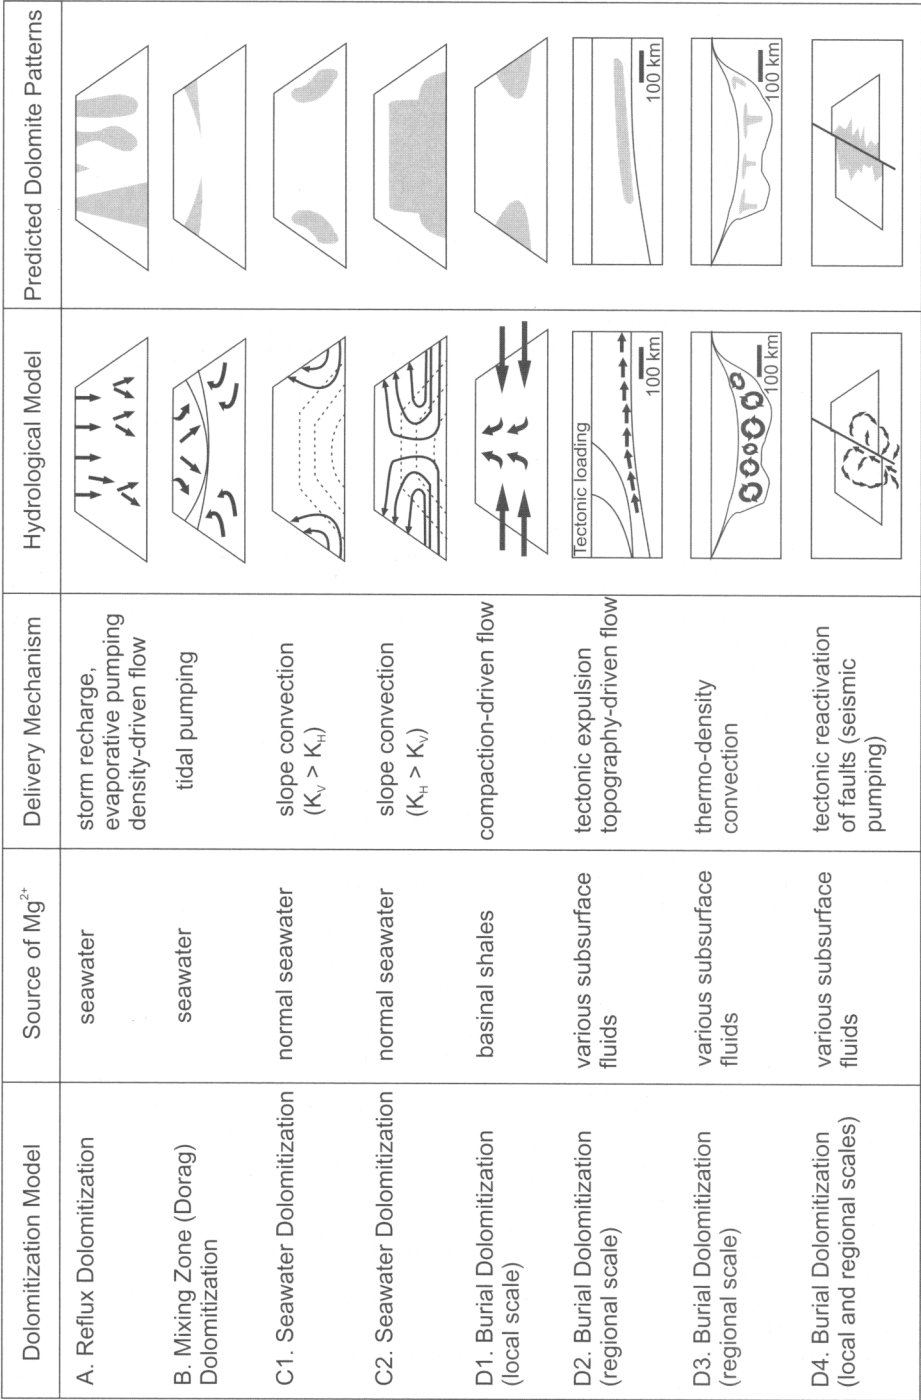 Dolomitization Model
Source of Mg²⁺
Delivery Mechanism
Hydrological Model
Predicted Dolomite Patterns
A. Reflux Dolomitization
seawater
storm recharge,
evaporative pumping
density-driven flow
B. Mixing Zone (Dorag)
Dolomitization
seawater
tidal pumping
C1. Seawater Dolomitization
normal seawater
slope convection
(K_V > K_H)
C2. Seawater Dolomitization
normal seawater
slope convection
(K_H > K_V)
D1. Burial Dolomitization
(local scale)
basinal shales
compaction-driven flow
D2. Burial Dolomitization
(regional scale)
various subsurface
fluids
tectonic expulsion
topography-driven flow
Tectonic loading
100 km
100 km
D3. Burial Dolomitization
(regional scale)
various subsurface
fluids
thermo-density
convection
100 km
100 km
D4. Burial Dolomitization
(local and regional scales)
various subsurface
fluids
tectonic reactivation
of faults (seismic
pumping)